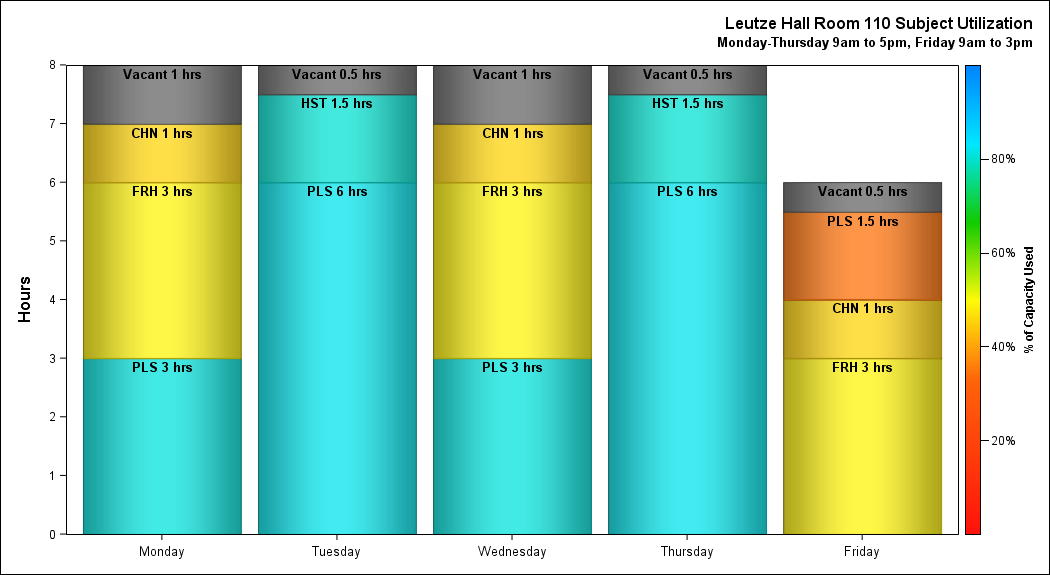 Leutze Hall Room 110 Subject Utilization
Monday-Thursday 9am to 5pm, Friday 9am to 3pm
Hours
8
7
6
5
4
3
2
1
0
Vacant 1 hrs
CHN 1 hrs
FRH 3 hrs
PLS 3 hrs
Monday
Vacant 0.5 hrs
HST 1.5 hrs
PLS 6 hrs
Tuesday
Vacant 1 hrs
CHN 1 hrs
FRH 3 hrs
PLS 3 hrs
Wednesday
Vacant 0.5 hrs
HST 1.5 hrs
PLS 6 hrs
Thursday
Vacant 0.5 hrs
PLS 1.5 hrs
CHN 1 hrs
FRH 3 hrs
Friday
80%
60%
40%
20%
% of Capacity Used